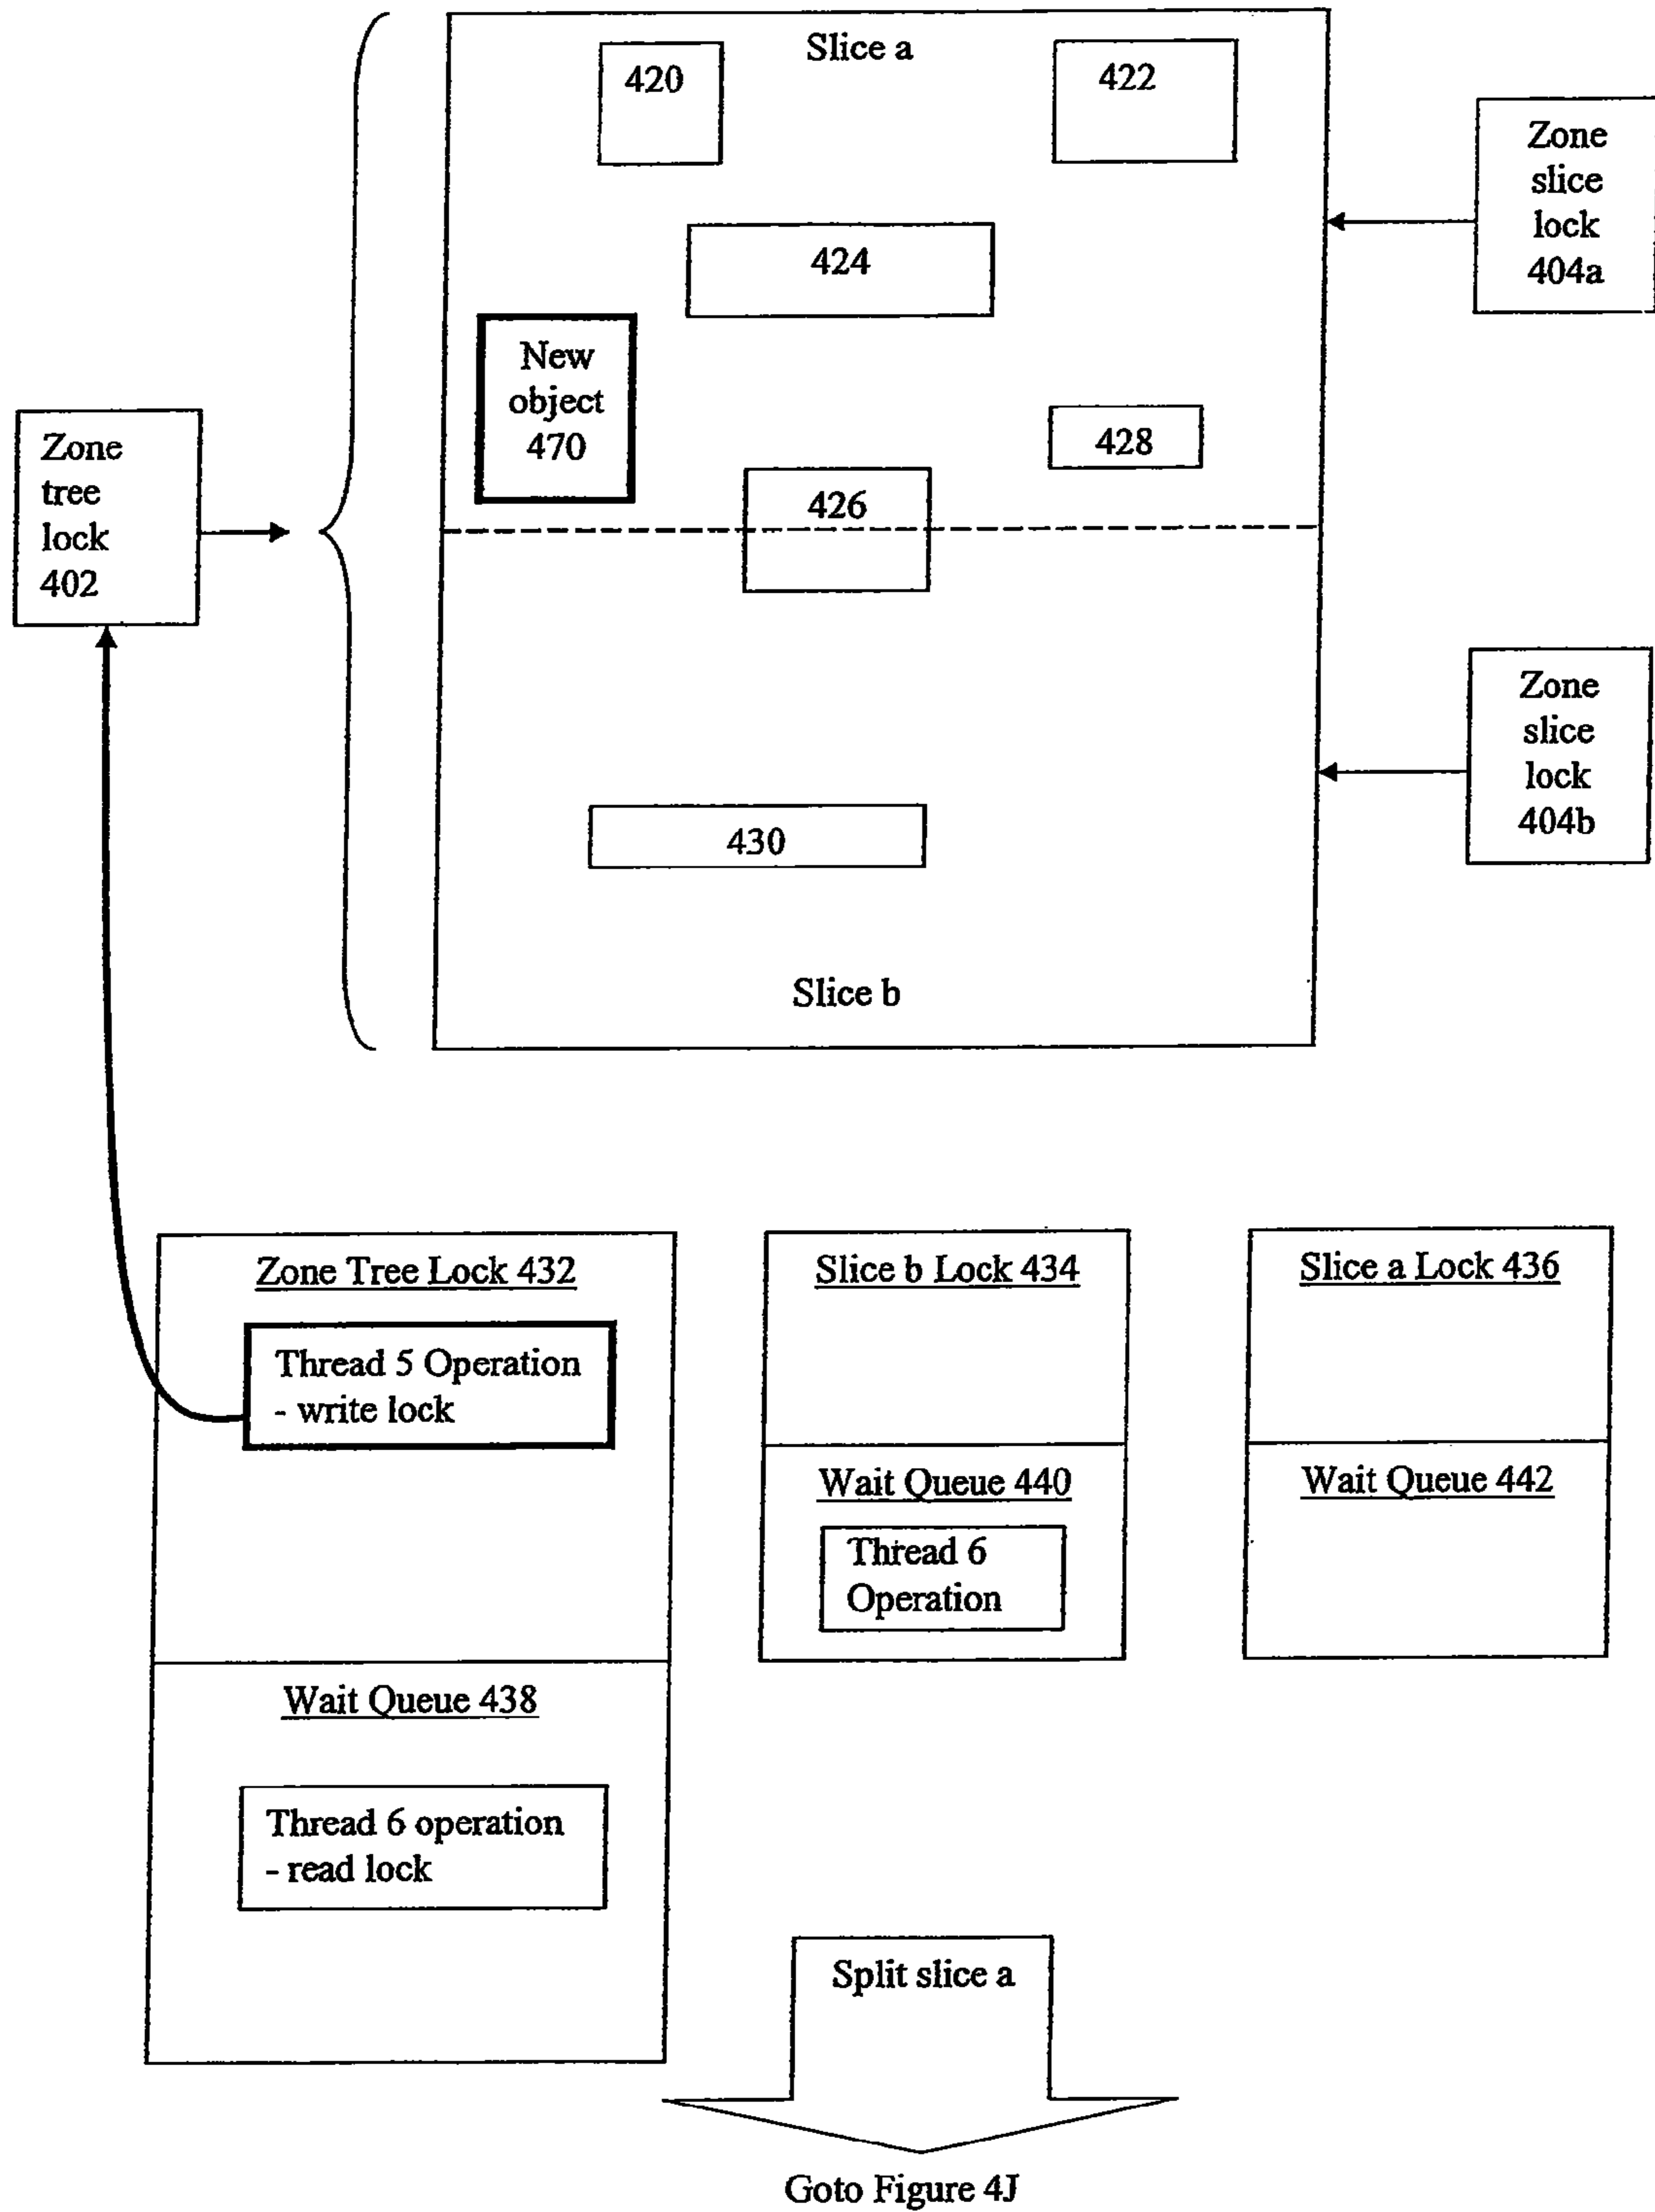 Slice a
420
422
Zone
slice
lock
404a
424
New
object
470
428
Zone
tree
lock
402
426
Zone
slice
lock
404b
430
Slice b
Zone Tree Lock 432
Thread 5 Operation
- write lock
Wait Queue 438
Thread 6 operation
- read lock
Slice b Lock 434
Wait Queue 440
Thread 6
Operation
Slice a Lock 436
Wait Queue 442
Split slice a
Goto Figure 4J